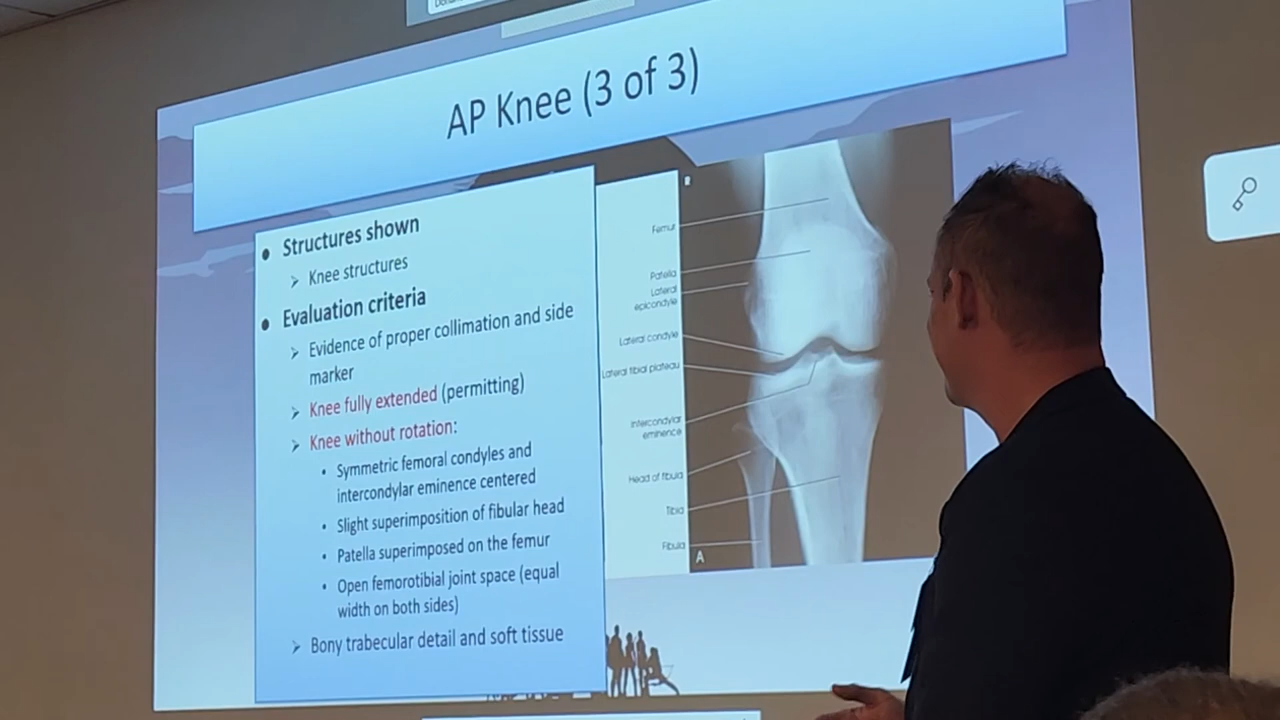 AP Knee (3 of 3)
Structures shown
Knee structures
Evaluation criteria
Evidence of proper collimation and side
marker
Knee fully extended (permitting)
Knee without rotation:
Symmetric femoral condyles and
intercondylar eminence centered
Slight superimposition of fibular head
Patella superimposed on the femur
Open femorotibial joint space (equal
width on both sides)
Bony trabecular detail and soft tissue
Femur
Patella
Lateral
epicondyle
Lateral condyle
Lateral tibial plateau
Intercondylar
eminence
Head of fibula
Tibia
Fibula
A